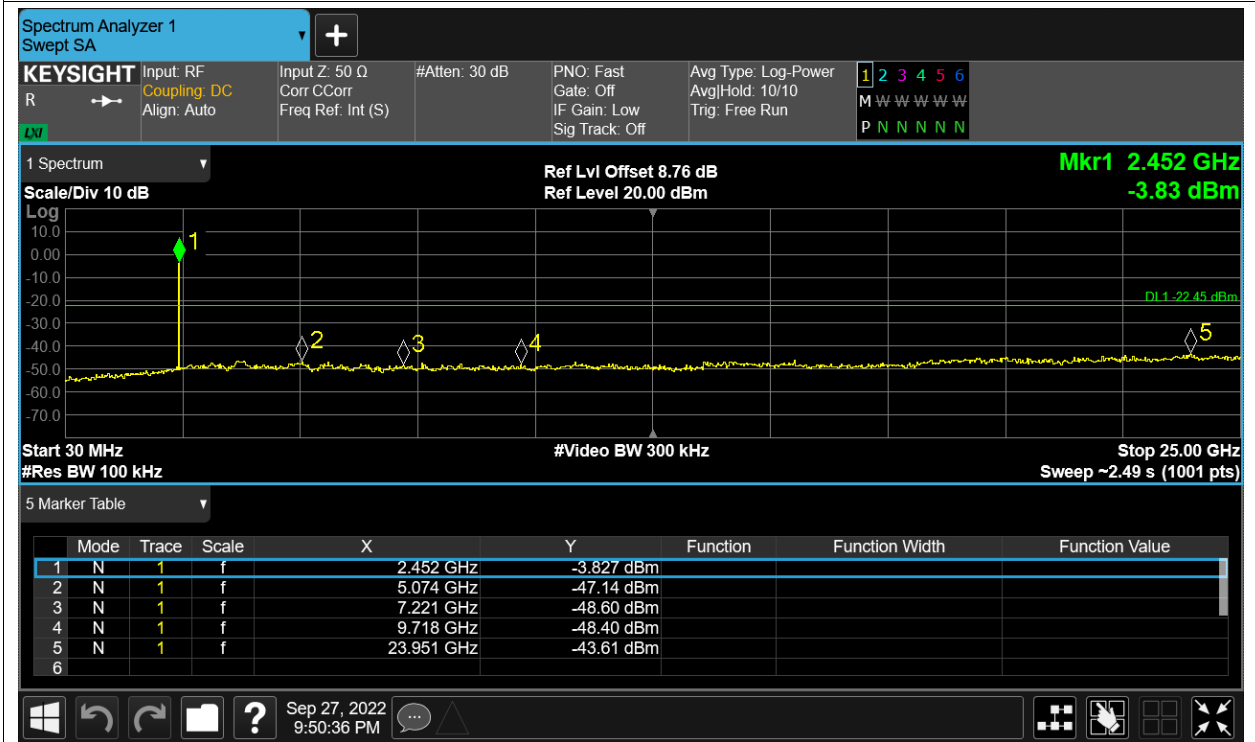 Spectrum Analyzer 1
Swept SA
+
KEYSIGHT
R
LXI
Input: RF
Coupling: DC
Align: Auto
Input Z: 50 Ω
Corr CCorr
Freq Ref: Int (S)
#Atten: 30 dB
PNO: Fast
Gate: Off
IF Gain: Low
Sig Track: Off
Avg Type: Log-Power
Avg|Hold: 10/10
Trig: Free Run
1 2 3 4 5 6
M W W W W W
P N N N N N
1 Spectrum
Scale/Div 10 dB
Ref Lvl Offset 8.76 dB
Ref Level 20.00 dBm
Mkr1 2.452 GHz
-3.83 dBm
Log
10.0
0.00
-10.0
-20.0
-30.0
-40.0
-50.0
-60.0
-70.0
1
2
3
4
5
DL1 -22.45 dBm
Start 30 MHz
#Res BW 100 kHz
#Video BW 300 kHz
Stop 25.00 GHz
Sweep ~2.49 s (1001 pts)
5 Marker Table
Mode Trace Scale X Y Function Function Width Function Value
1 N 1 f 2.452 GHz -3.827 dBm
2 N 1 f 5.074 GHz -47.14 dBm
3 N 1 f 7.221 GHz -48.60 dBm
4 N 1 f 9.718 GHz -48.40 dBm
5 N 1 f 23.951 GHz -43.61 dBm
6
?
Sep 27, 2022
9:50:36 PM